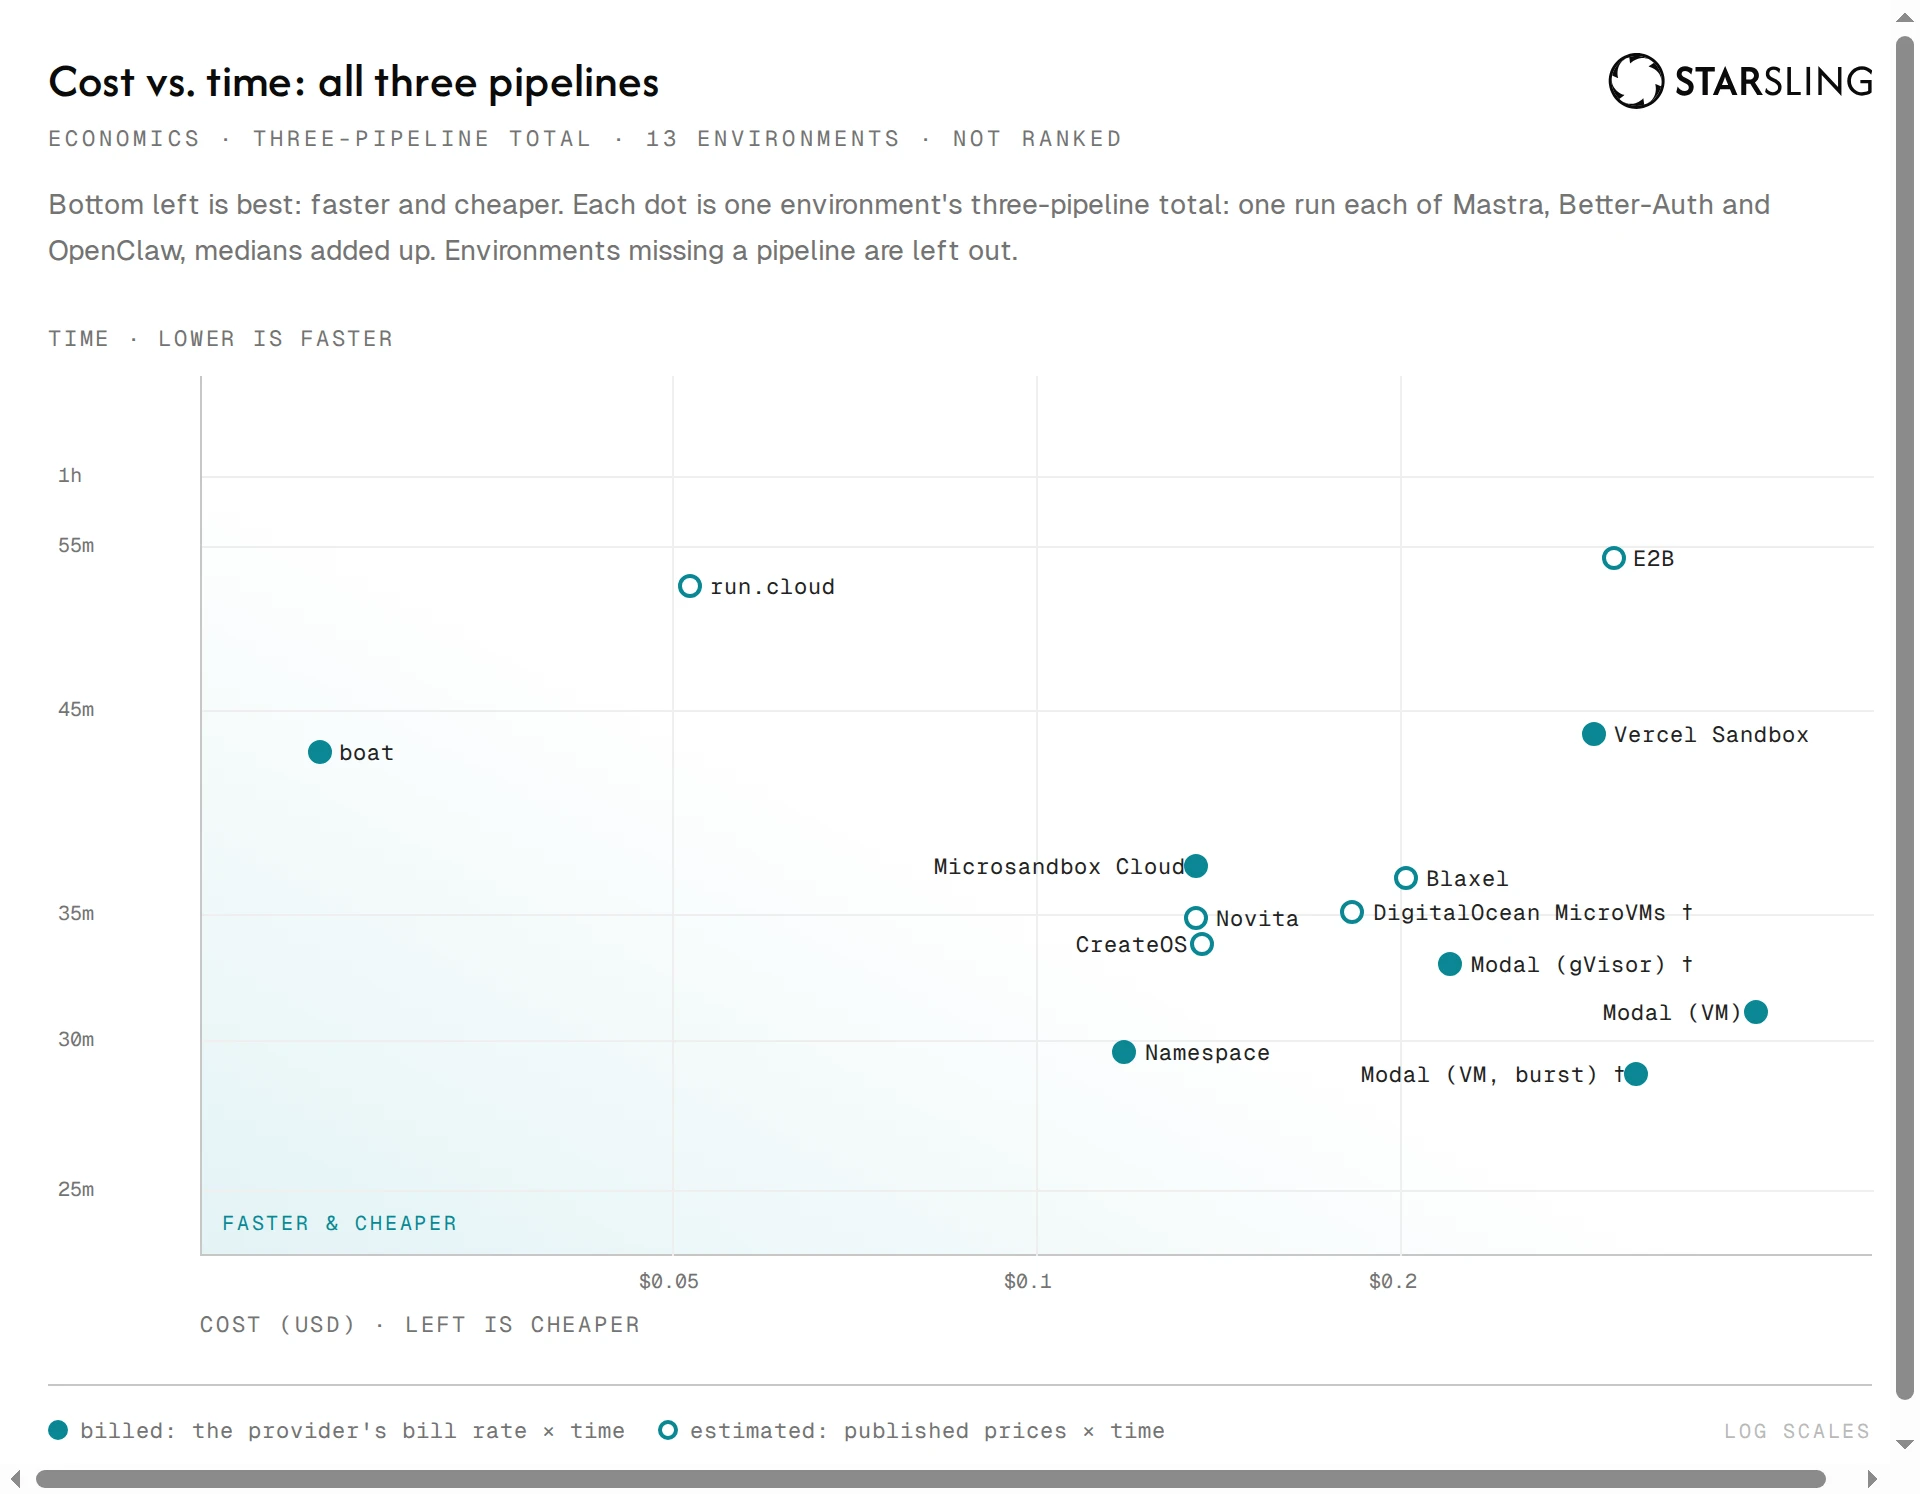 Cost vs. time: all three pipelines
STARSLING
ECONOMICS · THREE-PIPELINE TOTAL · 13 ENVIRONMENTS · NOT RANKED
Bottom left is best: faster and cheaper. Each dot is one environment's three-pipeline total: one run each of Mastra, Better-Auth and
OpenClaw, medians added up. Environments missing a pipeline are left out.
TIME · LOWER IS FASTER
1h
55m
E2B
run.cloud
45m
Vercel Sandbox
boat
Microsandbox Cloud
Blaxel
35m
DigitalOcean MicroVMs †
Novita
CreateOS
Modal (gVisor) †
Modal (VM)
30m
Namespace
Modal (VM, burst) †
25m
FASTER & CHEAPER
$0.05
$0.1
$0.2
COST (USD) · LEFT IS CHEAPER
billed: the provider's bill rate × time
estimated: published prices × time
LOG SCALES